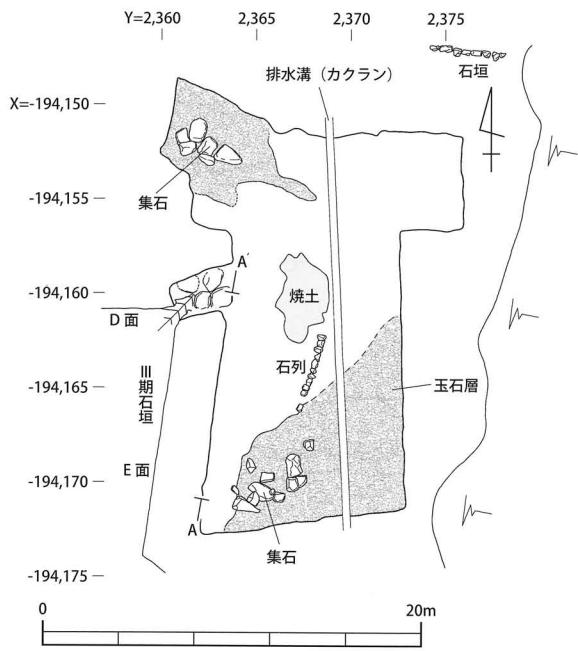 Y=2,360 2,365 2,370 2,375
排水溝（カクラン）
石垣
X=-194,150
-194,155
集石
A´
-194,160
焼土
D 面
石列
Ⅲ期石垣
-194,165
玉石層
E 面
-194,170
A
集石
-194,175
0 20m